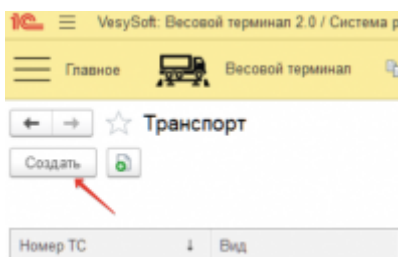 1С VesySoft: Весовой терминал 2.0 / Система р
Главное Весовой терминал
Транспорт
Создать
Номер ТС ↓ Вид